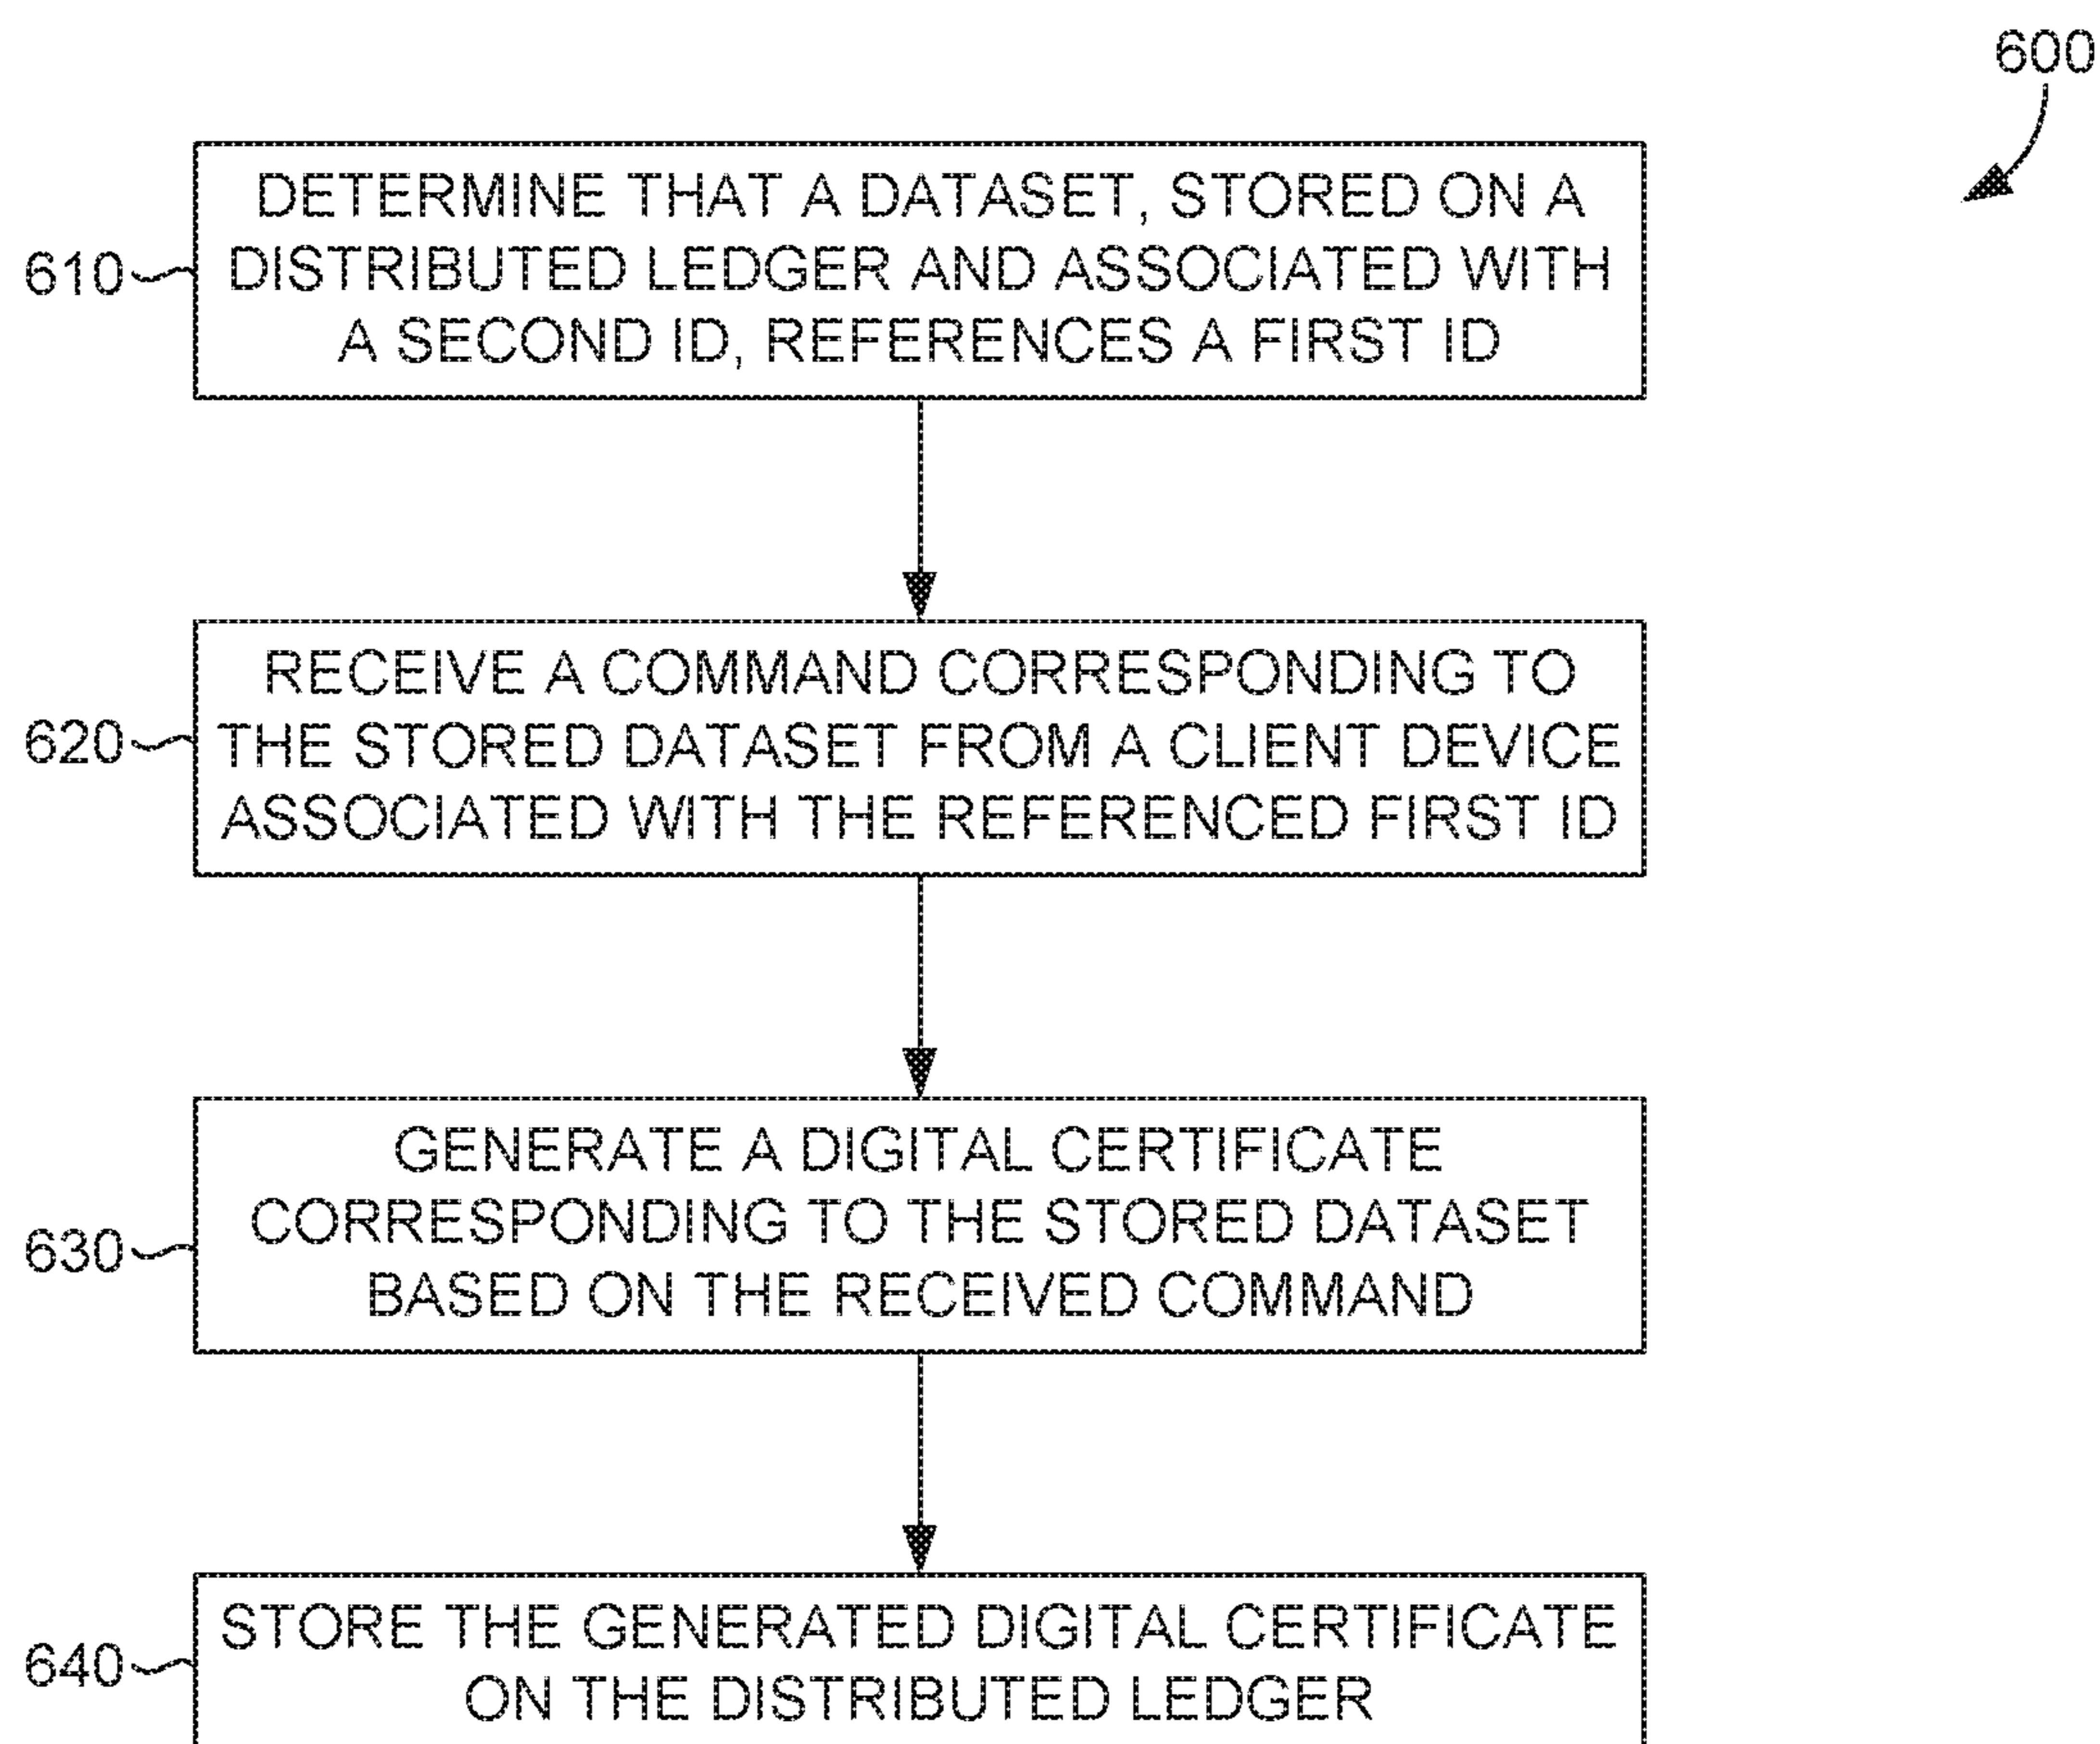 600
DETERMINE THAT A DATASET, STORED ON A
610 DISTRIBUTED LEDGER AND ASSOCIATED WITH
A SECOND ID, REFERENCES A FIRST ID
RECEIVE A COMMAND CORRESPONDING TO
620 THE STORED DATASET FROM A CLIENT DEVICE
ASSOCIATED WITH THE REFERENCED FIRST ID
GENERATE A DIGITAL CERTIFICATE
630 CORRESPONDING TO THE STORED DATASET
BASED ON THE RECEIVED COMMAND
STORE THE GENERATED DIGITAL CERTIFICATE
640
ON THE DISTRIBUTED LEDGER